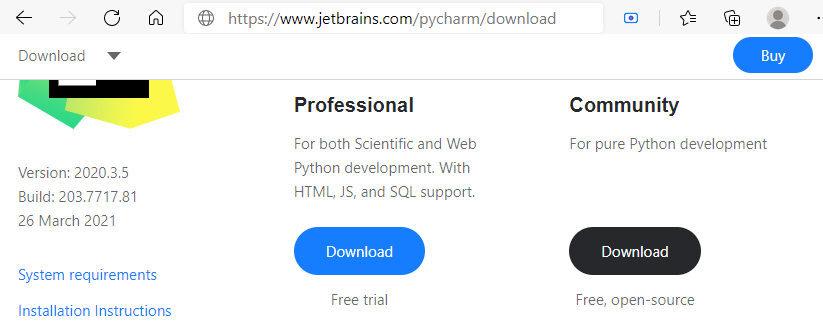 https://www.jetbrains.com/pycharm/download
Download
Buy
Version: 2020.3.5
Build: 203.7717.81
26 March 2021
System requirements
Installation Instructions
Professional
For both Scientific and Web
Python development. With
HTML, JS, and SQL support.
Download
Free trial
Community
For pure Python development
Download
Free, open-source